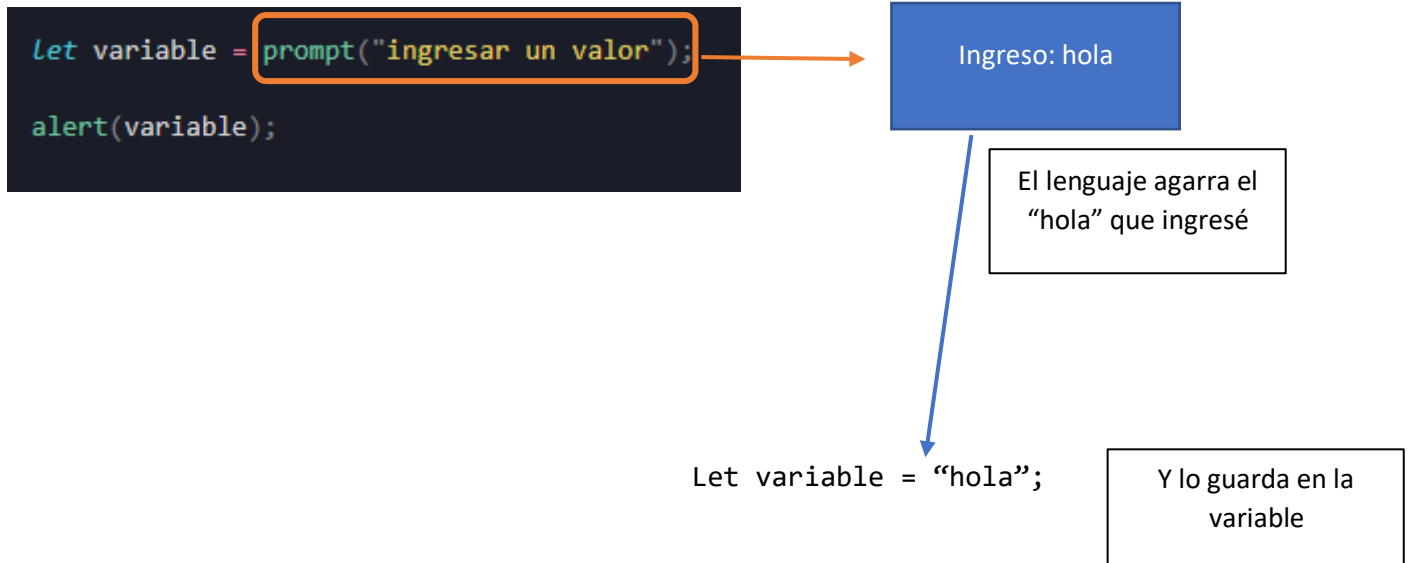 let variable = prompt("ingresar un valor");
alert(variable);
Ingreso: hola
El lenguaje agarra el
“hola” que ingresé
Let variable = “hola”;
Y lo guarda en la
variable